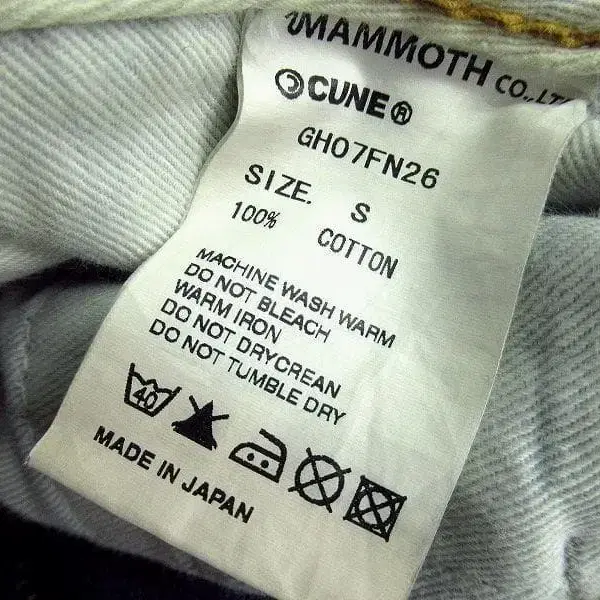 MAMMOTH CO.,LTD
CUNE®
GH07FN26
SIZE. S
100% COTTON
MACHINE WASH WARM
DO NOT BLEACH
WARM IRON
DO NOT DRYCREAN
DO NOT TUMBLE DRY
40
MADE IN JAPAN